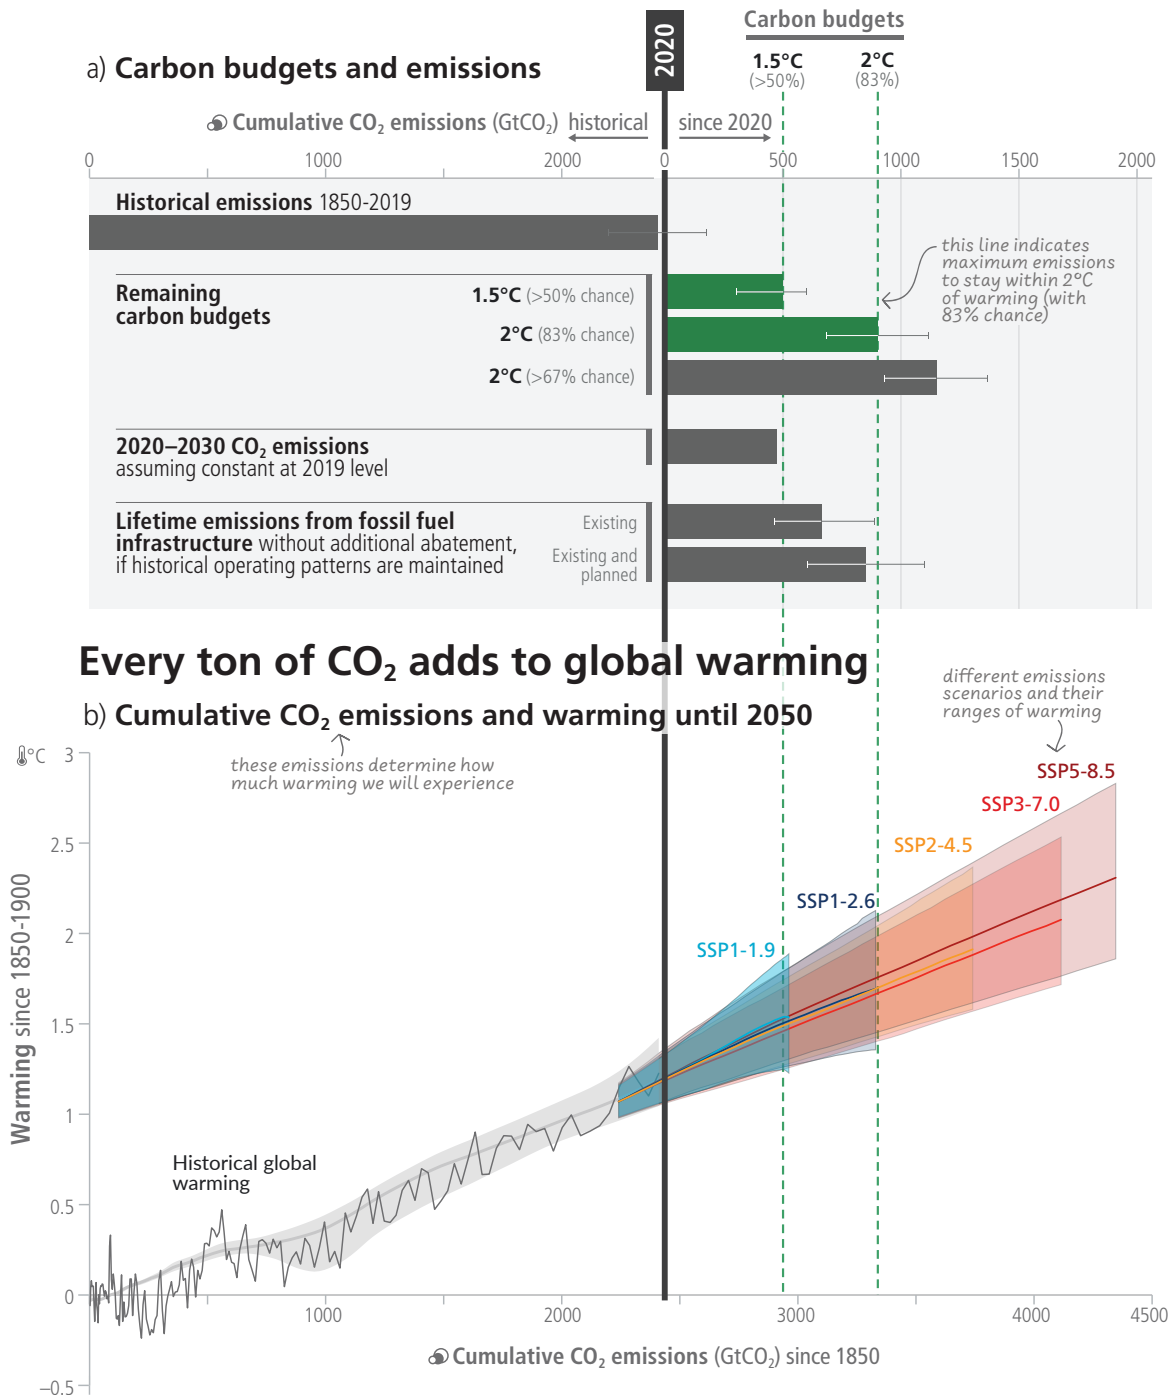 2020
Carbon budgets
a) Carbon budgets and emissions
1.5°C
(>50%)
2°C
(83%)
Cumulative CO₂ emissions (GtCO₂) historical
since 2020
0 1000 2000 0 500 1000 1500 2000
Historical emissions 1850-2019
this line indicates
maximum emissions
to stay within 2°C
of warming (with
83% chance)
Remaining
carbon budgets
1.5°C (>50% chance)
2°C (83% chance)
2°C (>67% chance)
2020–2030 CO₂ emissions
assuming constant at 2019 level
Lifetime emissions from fossil fuel
infrastructure without additional abatement,
if historical operating patterns are maintained
Existing
Existing and
planned
Every ton of CO₂ adds to global warming
b) Cumulative CO₂ emissions and warming until 2050
these emissions determine how
much warming we will experience
different emissions
scenarios and their
ranges of warming
°C
3
2.5
2
1.5
1
0.5
0
–0.5
Warming since 1850-1900
SSP5-8.5
SSP3-7.0
SSP2-4.5
SSP1-2.6
SSP1-1.9
Historical global
warming
1000 2000 3000 4000 4500
Cumulative CO₂ emissions (GtCO₂) since 1850